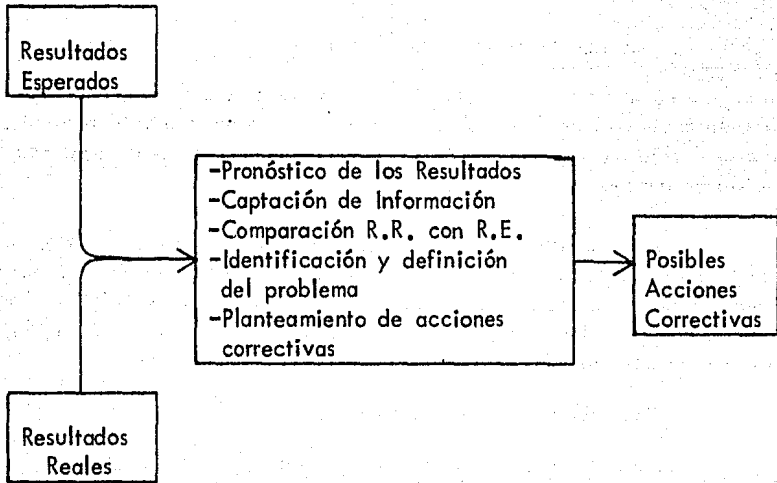 Resultados
Esperados
-Pronóstico de los Resultados
-Captación de Información
-Comparación R.R. con R.E.
-Identificación y definición
del problema
-Planteamiento de acciones
correctivas
Posibles
Acciones
Correctivas
Resultados
Reales